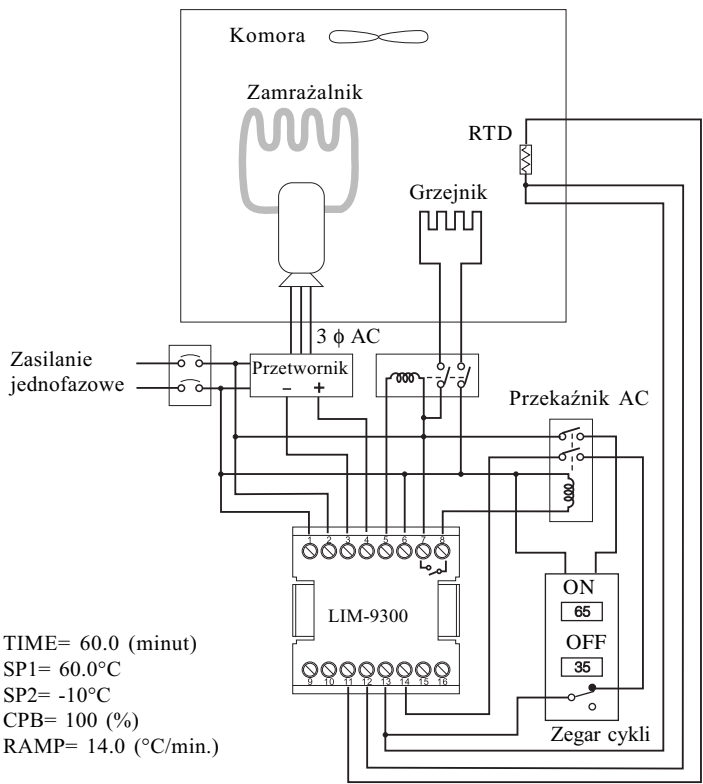 Komora
Zamrażalnik
RTD
Grzejnik
3 ϕ AC
Zasilanie
jednofazowe
Przetwornik
– +
Przekaźnik AC
1 2 3 4 5 6 7 8
LIM-9300
9 10 11 12 13 14 15 16
ON
65
OFF
35
Zegar cykli
TIME= 60.0 (minut)
SP1= 60.0°C
SP2= -10°C
CPB= 100 (%)
RAMP= 14.0 (°C/min.)